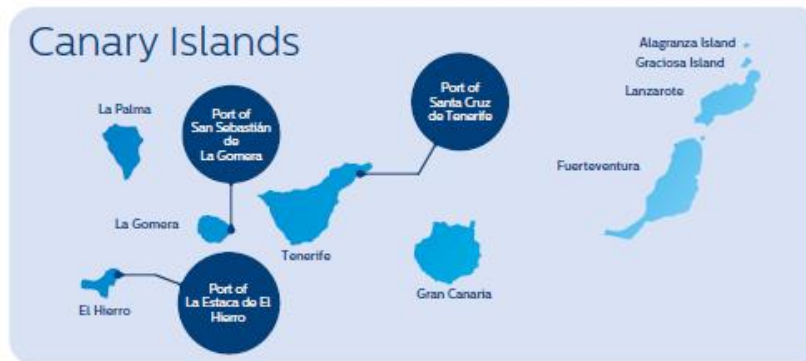 Canary Islands
Alagranza Island
Graciosa Island
Lanzarote
Port of
Santa Cruz
de Tenerife
La Palma
Port of
San Sebastián
de
La Gomera
Fuerteventura
La Gomera
Tenerife
Port of
La Estaca de El
Hierro
Gran Canaria
El Hierro